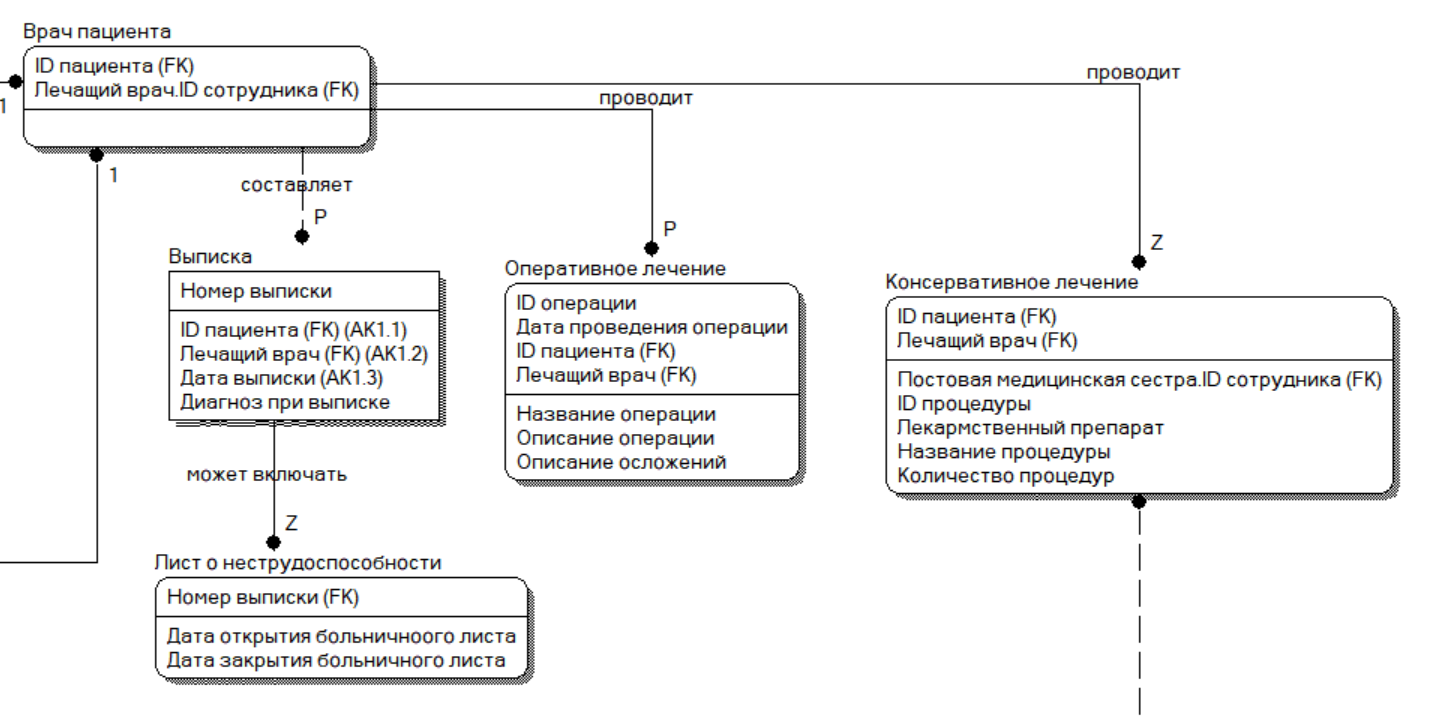 Врач пациента
ID пациента (FK)
Лечащий врач.ID сотрудника (FK)
1
1
проводит
проводит
составляет
P
P
Z
Выписка
Номер выписки
ID пациента (FK) (AK1.1)
Лечащий врач (FK) (AK1.2)
Дата выписки (AK1.3)
Диагноз при выписке
Оперативное лечение
ID операции
Дата проведения операции
ID пациента (FK)
Лечащий врач (FK)
Название операции
Описание операции
Описание осложений
Консервативное лечение
ID пациента (FK)
Лечащий врач (FK)
Постовая медицинская сестра.ID сотрудника (FK)
ID процедуры
Лекармственный препарат
Название процедуры
Количество процедур
может включать
Z
Лист о неструдоспособности
Номер выписки (FK)
Дата открытия больничноого листа
Дата закрытия больничного листа